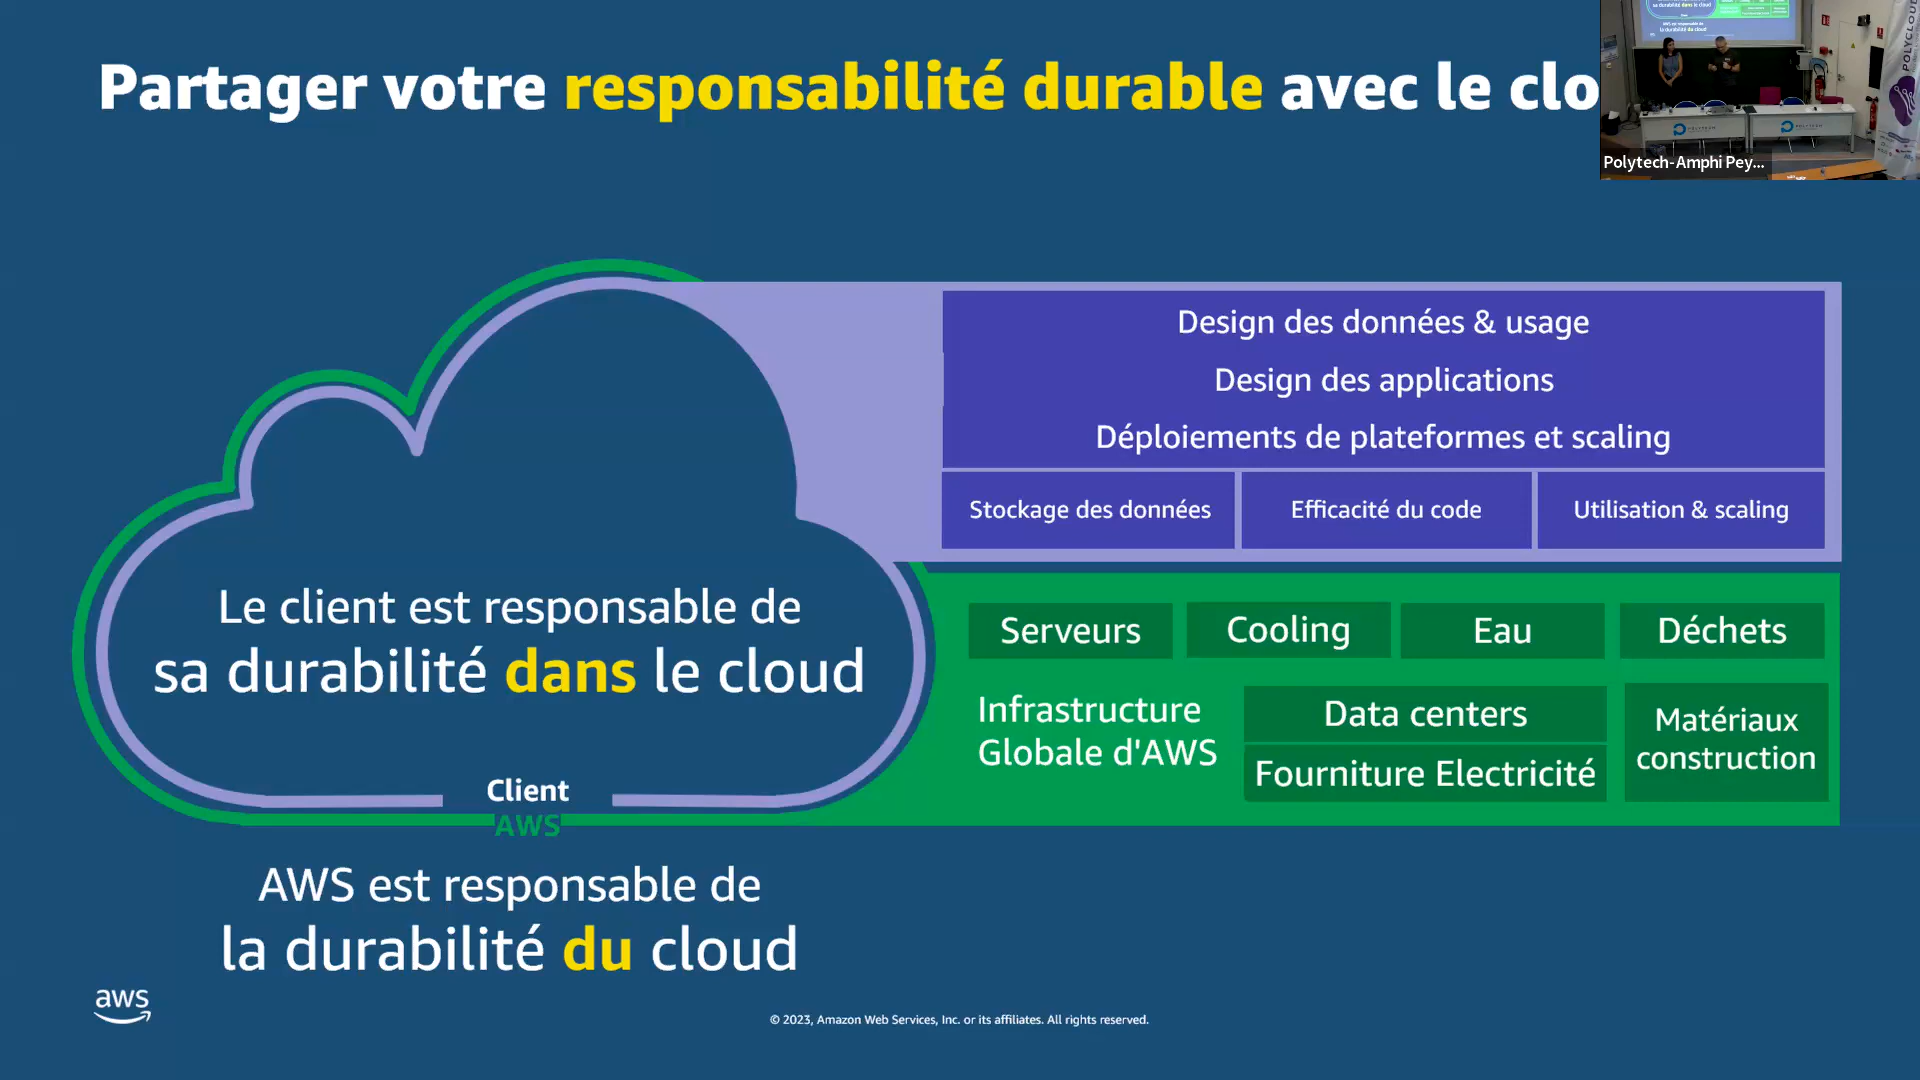 Partager votre responsabilité durable avec le clo
Polytech-Amphi Pey...
POLYCLOUD
Design des données & usage
Design des applications
Déploiements de plateformes et scaling
Stockage des données
Efficacité du code
Utilisation & scaling
Le client est responsable de
sa durabilité dans le cloud
Serveurs
Cooling
Eau
Déchets
Infrastructure
Globale d'AWS
Data centers
Fourniture Electricité
Matériaux
construction
Client
AWS
AWS est responsable de
la durabilité du cloud
aws
© 2023, Amazon Web Services, Inc. or its affiliates. All rights reserved.